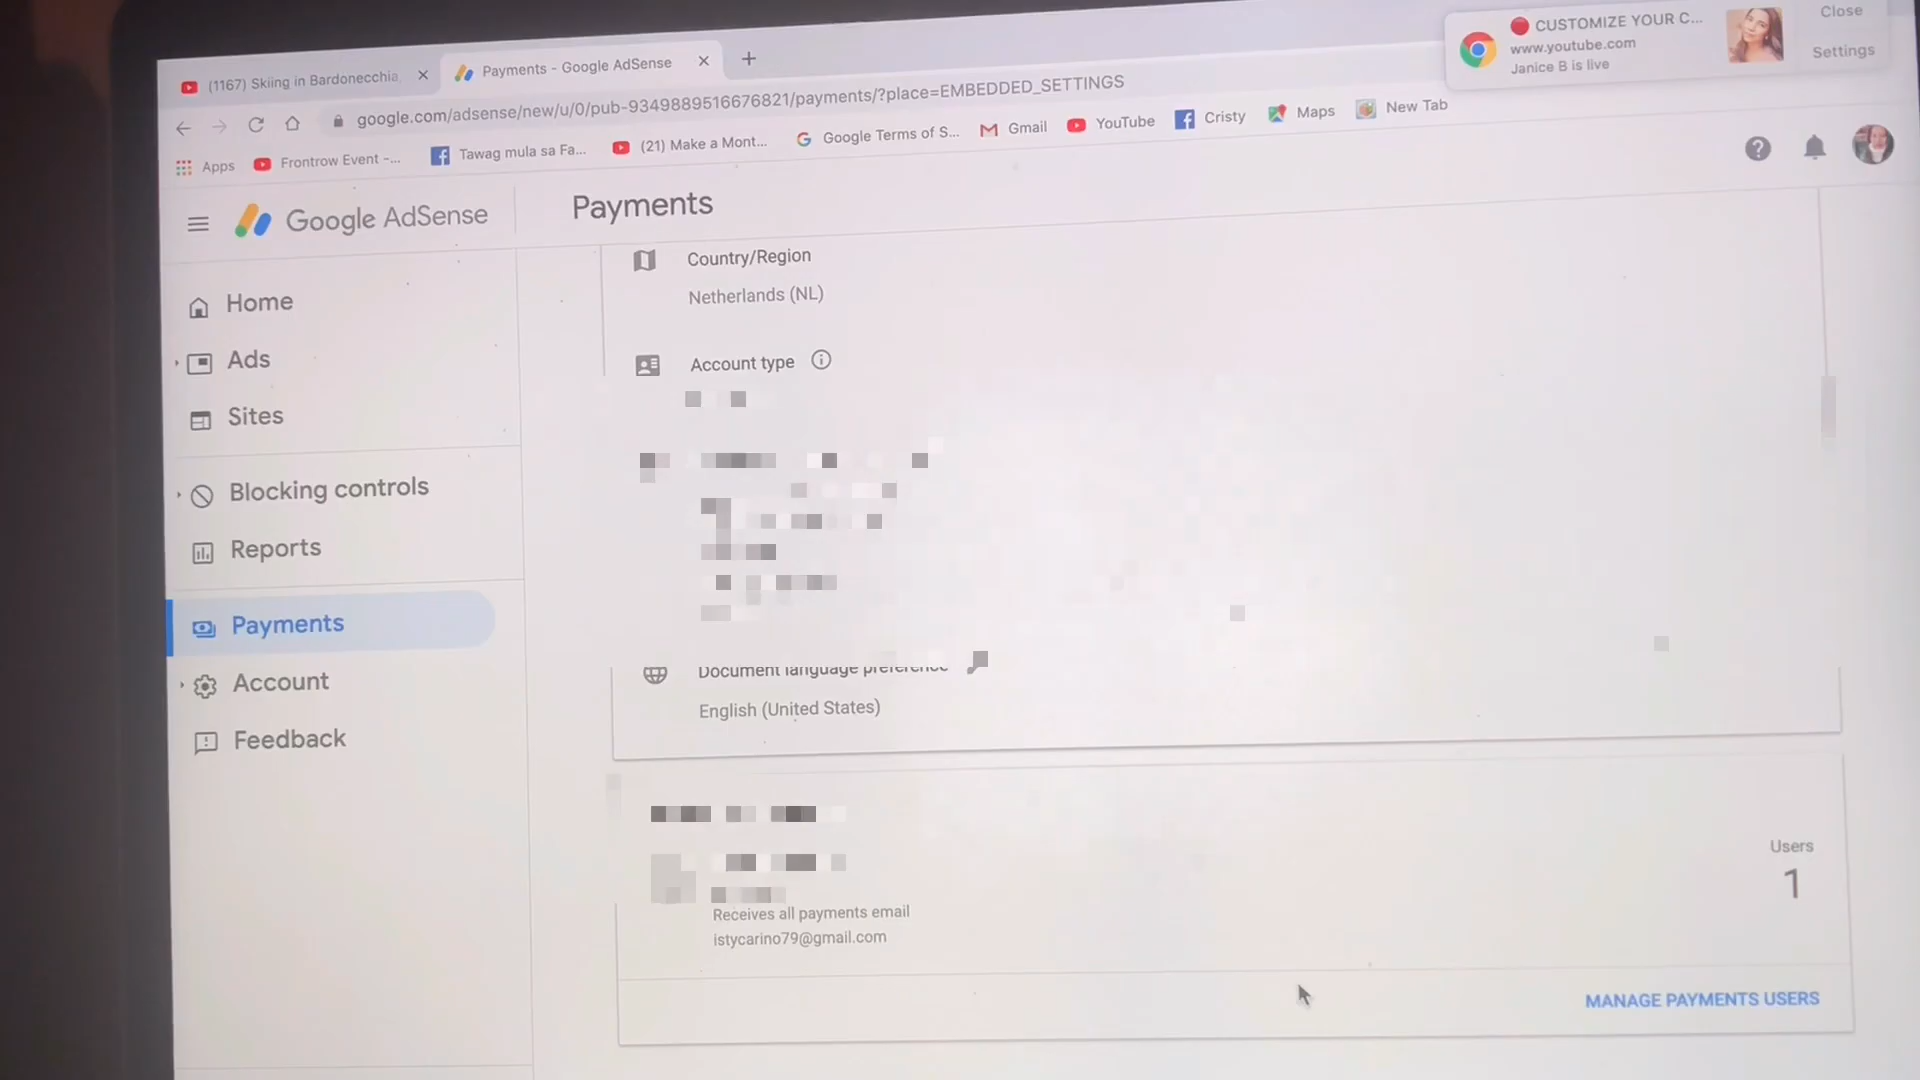 (1167) Skiing in Bardonecchia
Payments - Google AdSense
CUSTOMIZE YOUR C...
www.youtube.com
Janice B is live
Close
Settings
google.com/adsense/new/u/0/pub-9349889516676821/payments/?place=EMBEDDED_SETTINGS
Apps
Frontrow Event -...
Tawag mula sa Fa...
(21) Make a Mont...
Google Terms of S...
Gmail
YouTube
Cristy
Maps
New Tab
Google AdSense
Payments
Home
Ads
Sites
Blocking controls
Reports
Payments
Account
Feedback
Country/Region
Netherlands (NL)
Account type
Document language preference
English (United States)
Users
1
Receives all payments email
istycarino79@gmail.com
MANAGE PAYMENTS USERS